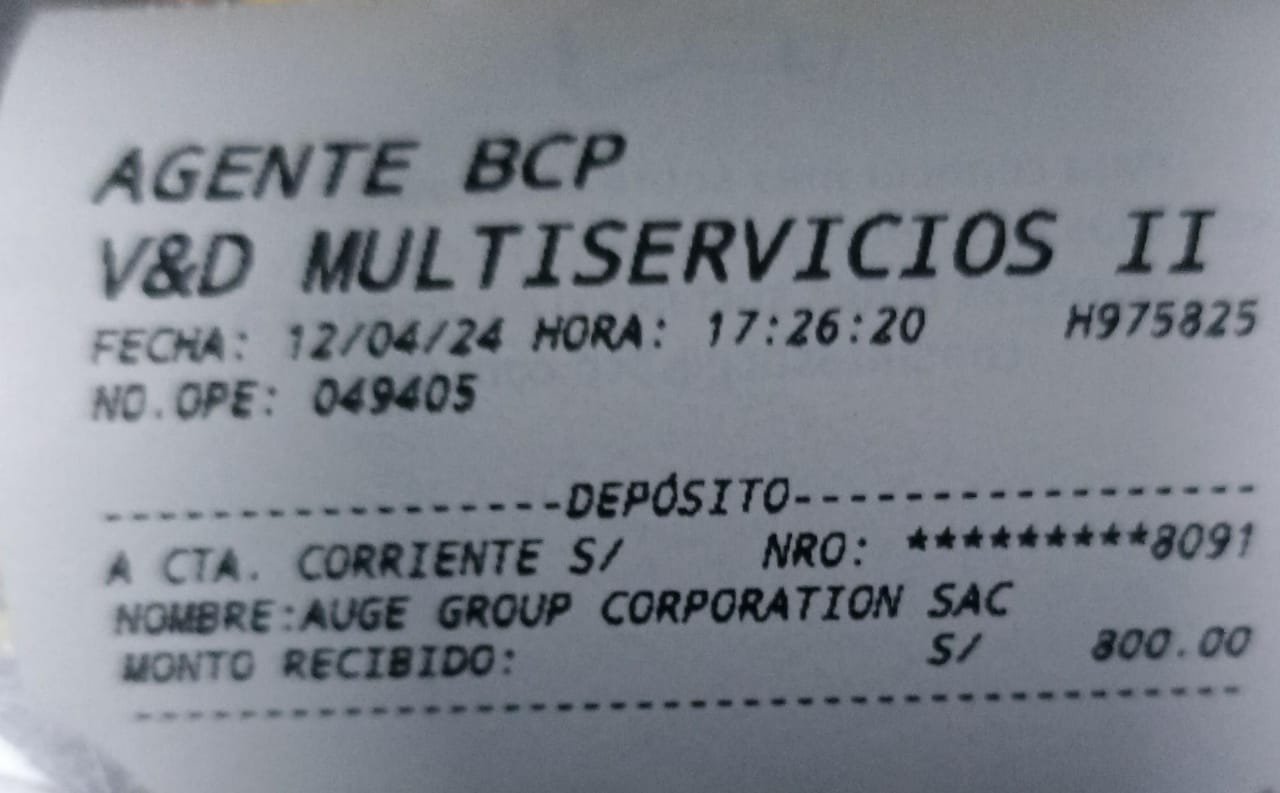 AGENTE BCP
V&D MULTISERVICIOS II
FECHA: 12/04/24 HORA: 17:26:20 H975825
NO.OPE: 049405
------------------DEPÓSITO------------------
A CTA. CORRIENTE S/ NRO: *********8091
NOMBRE:AUGE GROUP CORPORATION SAC
MONTO RECIBIDO: S/ 800.00
--------------------------------------------